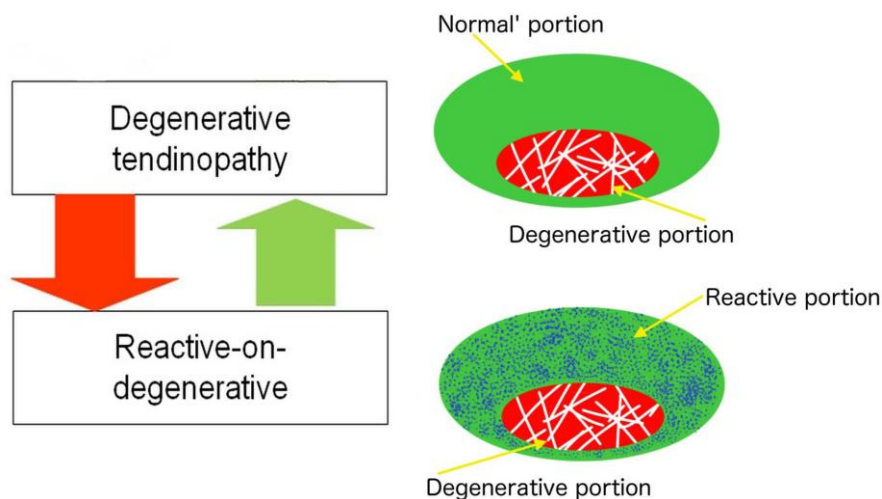 Normal' portion
Degenerative
tendinopathy
Degenerative portion
Reactive portion
Reactive-on-
degenerative
Degenerative portion